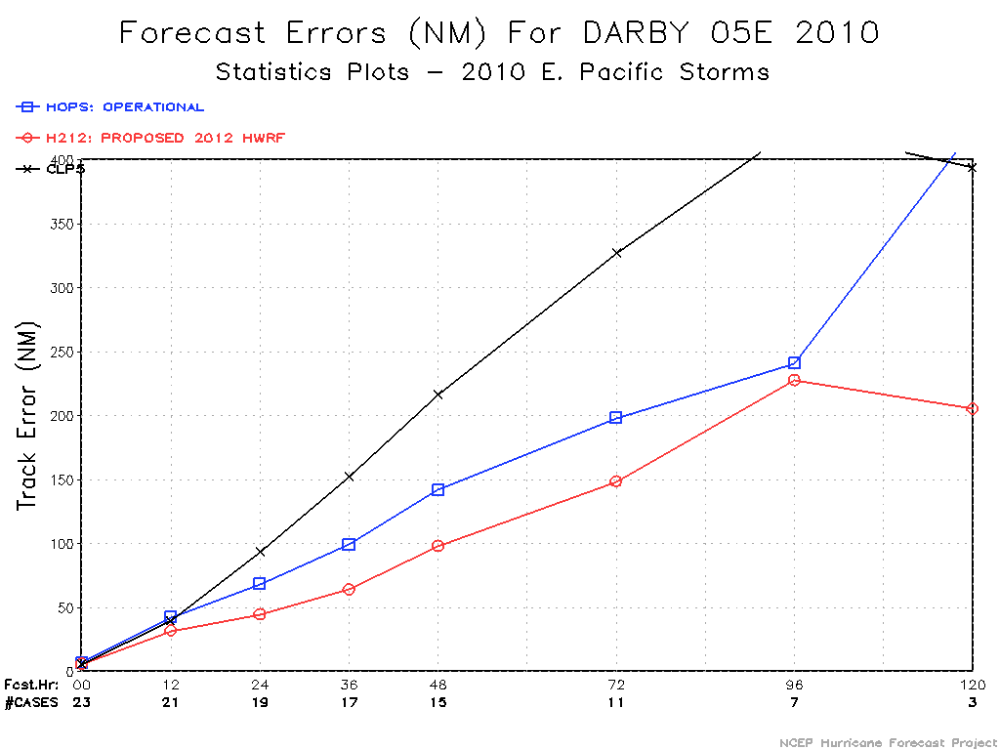 Forecast Errors (NM) For DARBY 05E 2010
Statistics Plots - 2010 E. Pacific Storms
HOPS: OPERATIONAL
H212: PROPOSED 2012 HWRF
CLP5
400
350
300
250
200
150
100
50
0
Track Error (NM)
Fcst.Hr: 00 12 24 36 48 72 96 120
#CASES 23 21 19 17 15 11 7 3
NCEP Hurricane Forecast Project